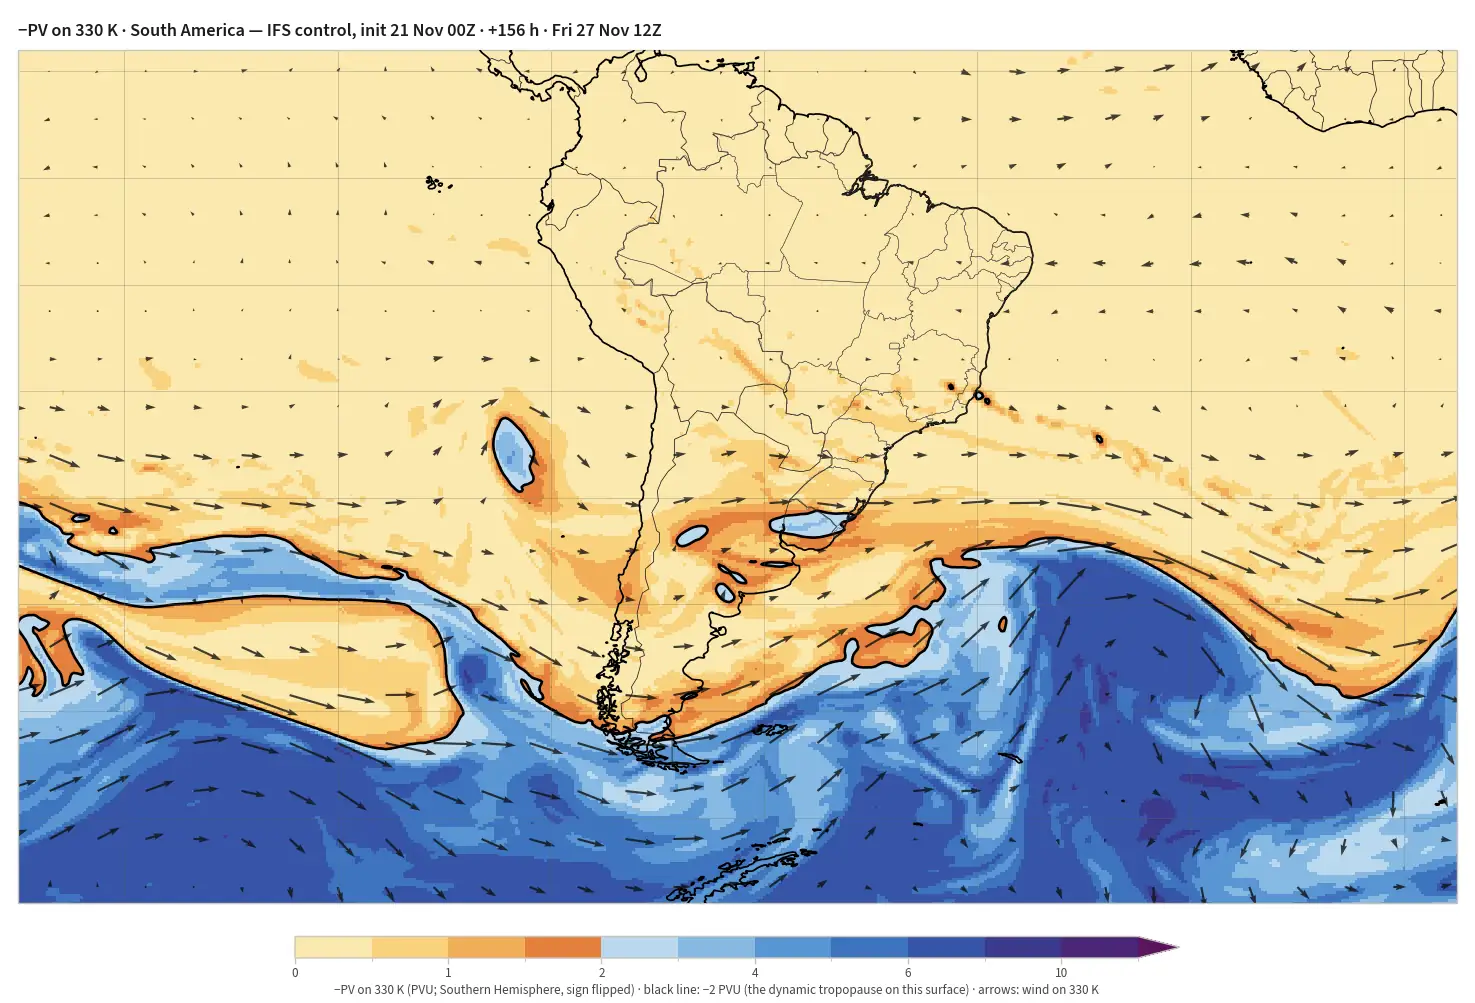 −PV on 330 K · South America — IFS control, init 21 Nov 00Z · +156 h · Fri 27 Nov 12Z
0 1 2 4 6 10
−PV on 330 K (PVU; Southern Hemisphere, sign flipped) · black line: −2 PVU (the dynamic tropopause on this surface) · arrows: wind on 330 K